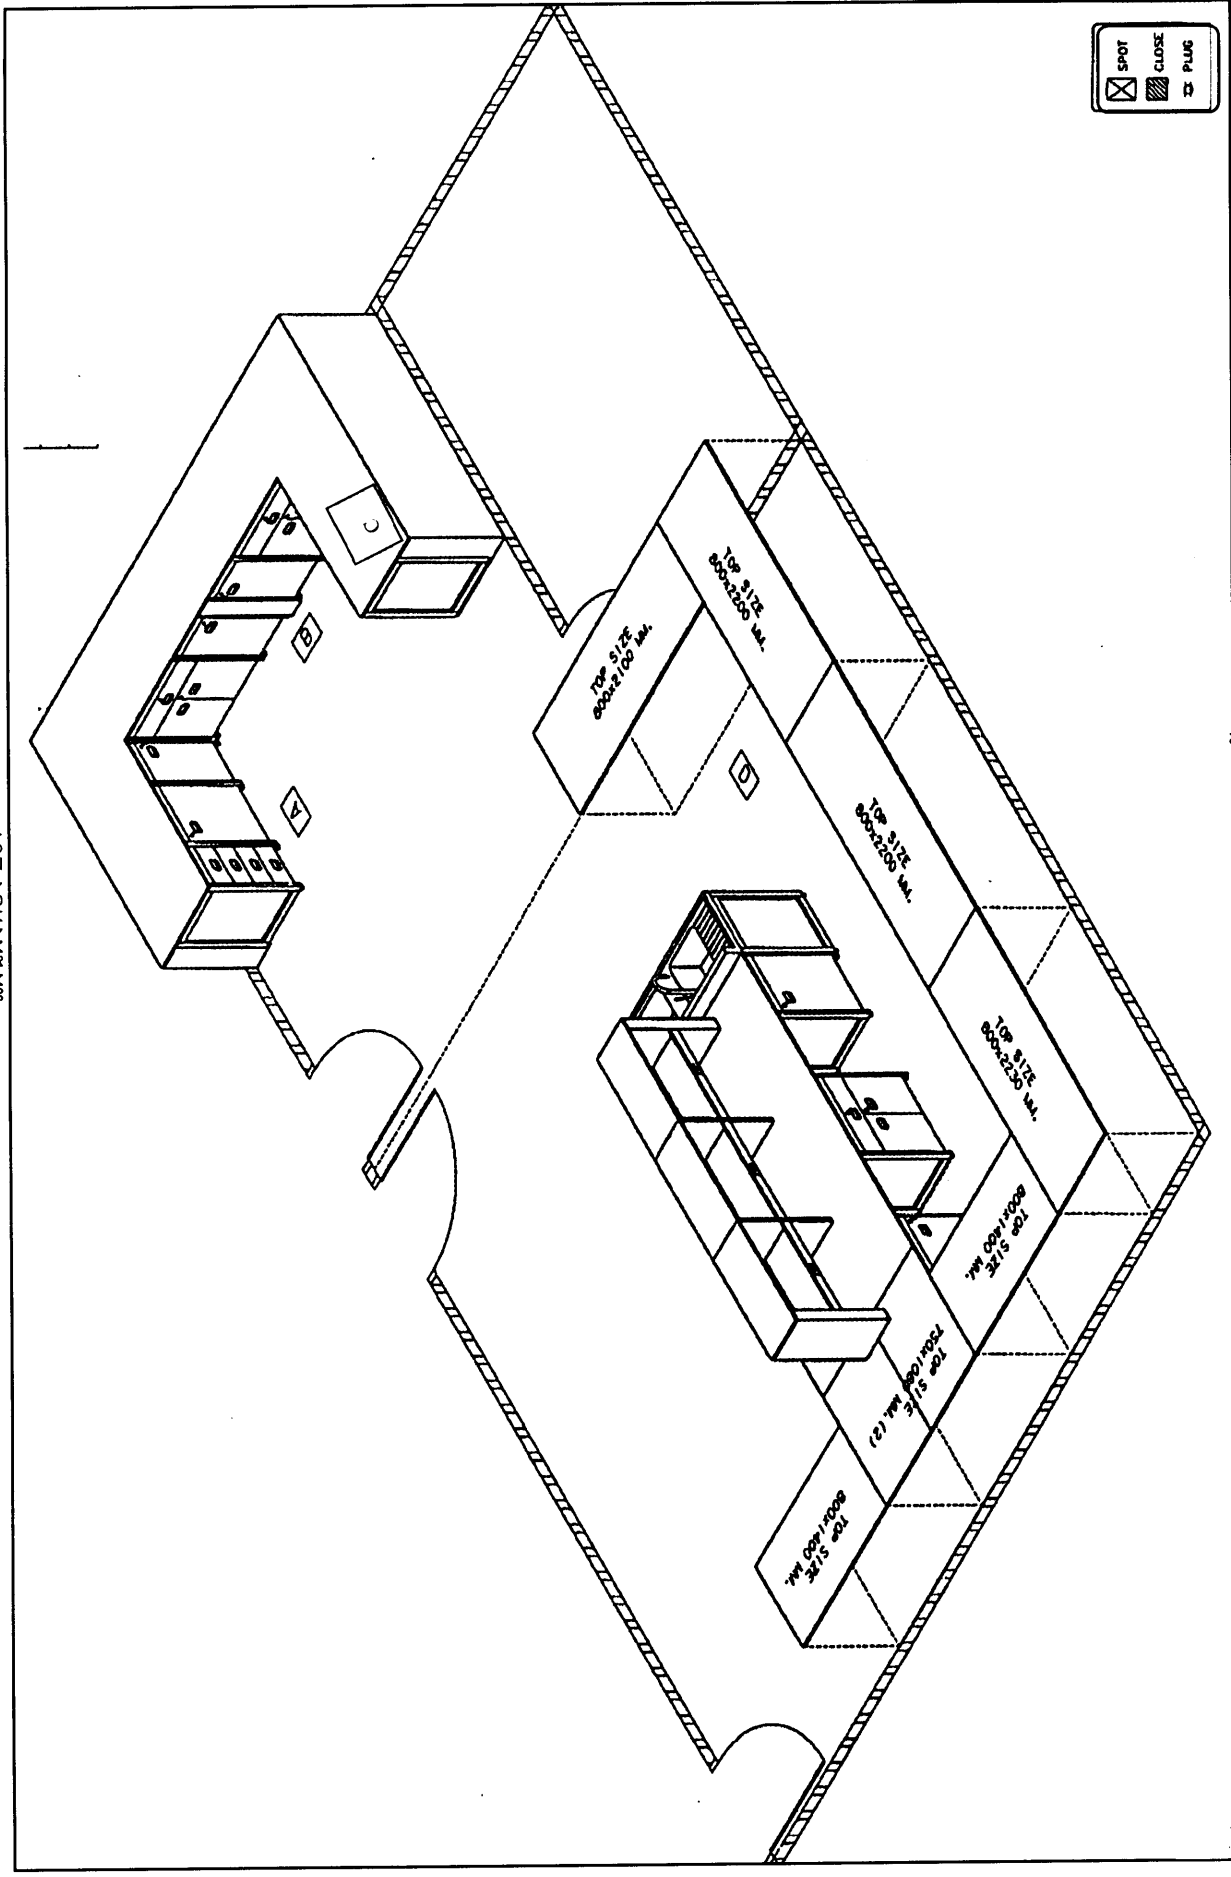 SPOT
CLOSE
PLUG
C
B
A
TOP SIZE
800x2100 MM.
TOP SIZE
800x2200 MM.
D
TOP SIZE
800x2200 MM.
TOP SIZE
800x2230 MM.
TOP SIZE
800x1400 MM.
TOP SIZE
750x1060 MM.(2)
TOP SIZE
800x1400 MM.